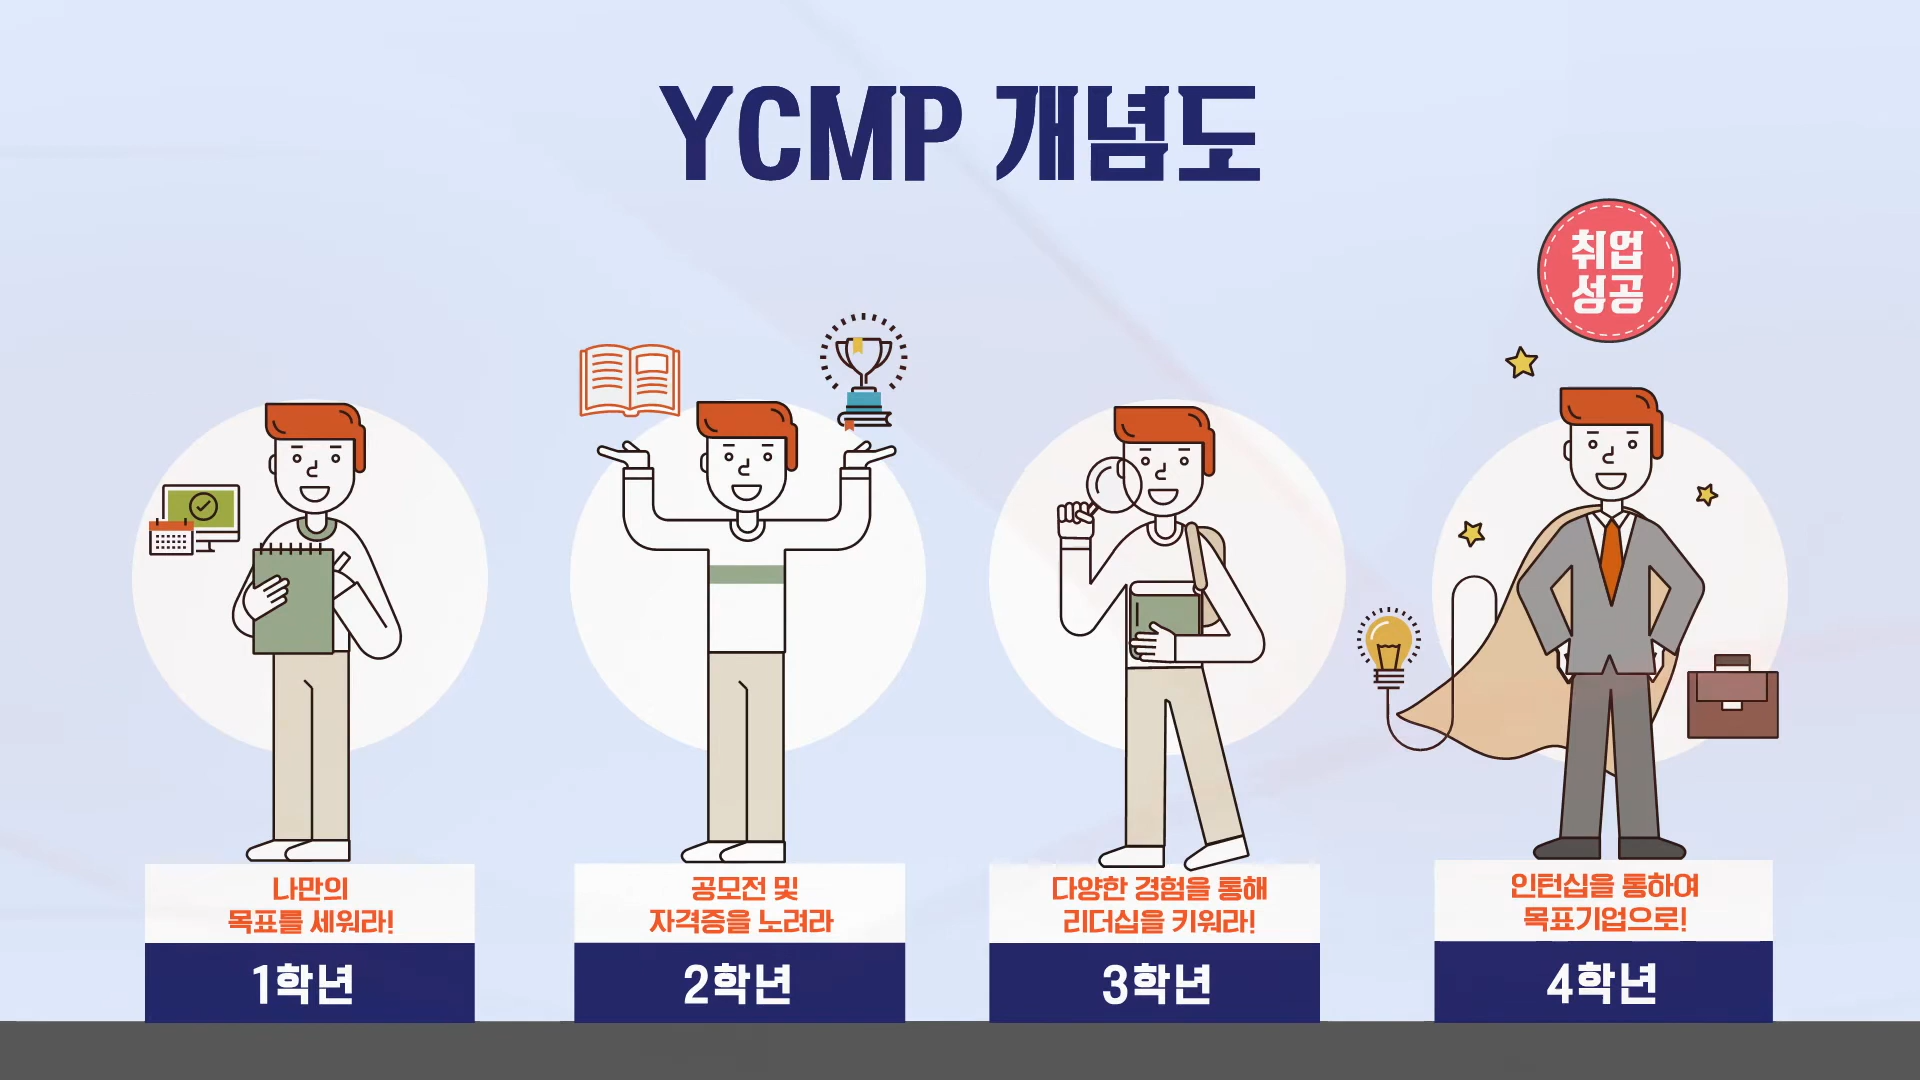 YCMP 개념도
취업
성공
나만의
목표를 세워라!
1학년
공모전 및
자격증을 노려라
2학년
다양한 경험을 통해
리더십을 키워라!
3학년
인턴십을 통하여
목표기업으로!
4학년